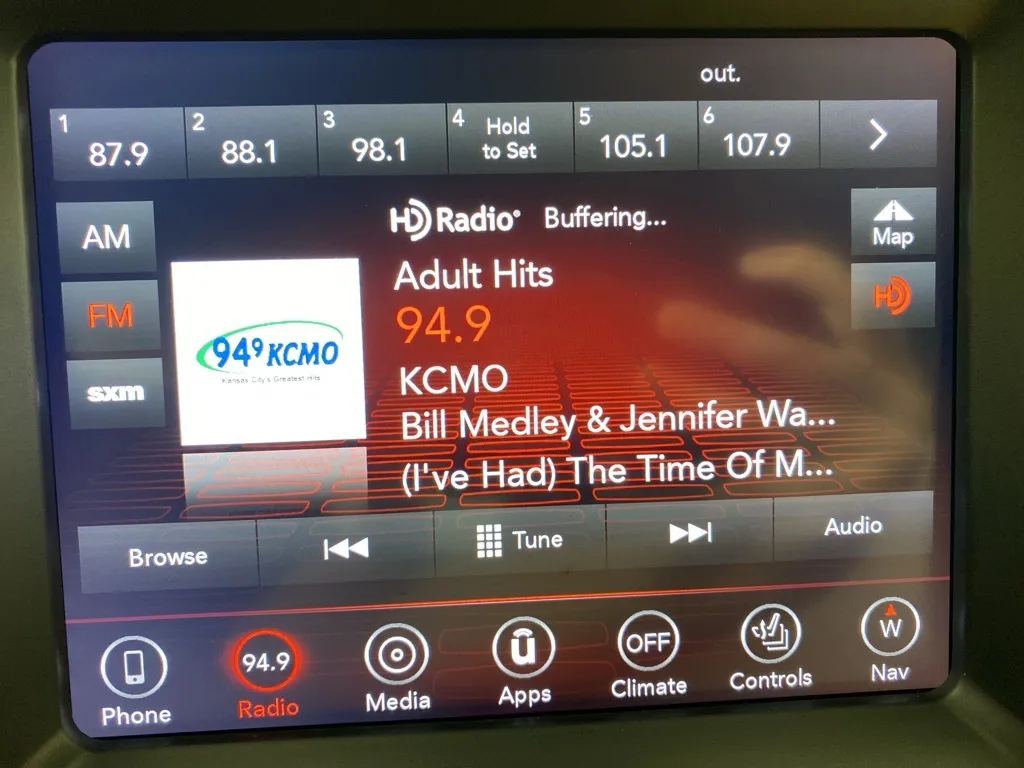 out.
1 87.9
2 88.1
3 98.1
4 Hold to Set
5 105.1
6 107.9
AM
HD Radio® Buffering...
Map
Adult Hits
HD
FM
94.9
94⁹ KCMO
Kansas City's Greatest Hits
KCMO
sxm
Bill Medley & Jennifer Wa...
(I've Had) The Time Of M...
Browse
Tune
Audio
Phone
94.9
Radio
Media
u
Apps
OFF
Climate
Controls
W
Nav